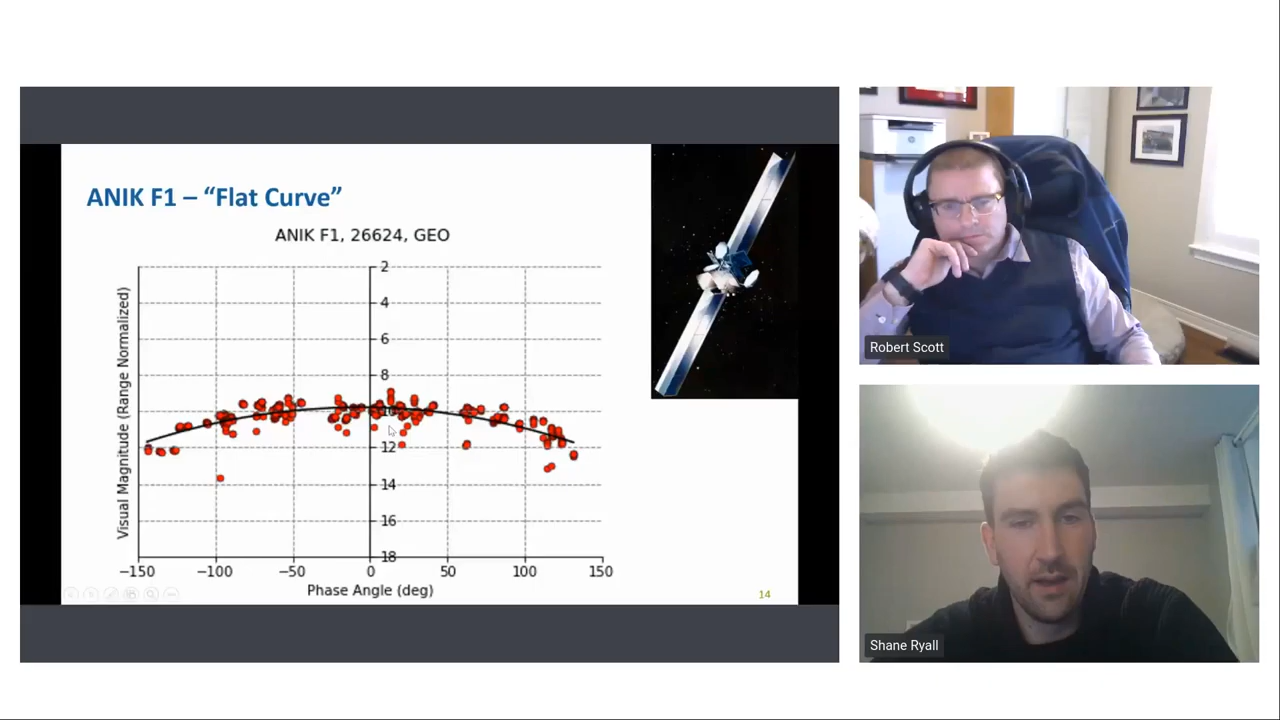 ANIK F1 – “Flat Curve”
ANIK F1, 26624, GEO
Visual Magnitude (Range Normalized)
2
4
6
8
10
12
14
16
18
−150
−100
−50
0
50
100
150
Phase Angle (deg)
14
Robert Scott
Shane Ryall